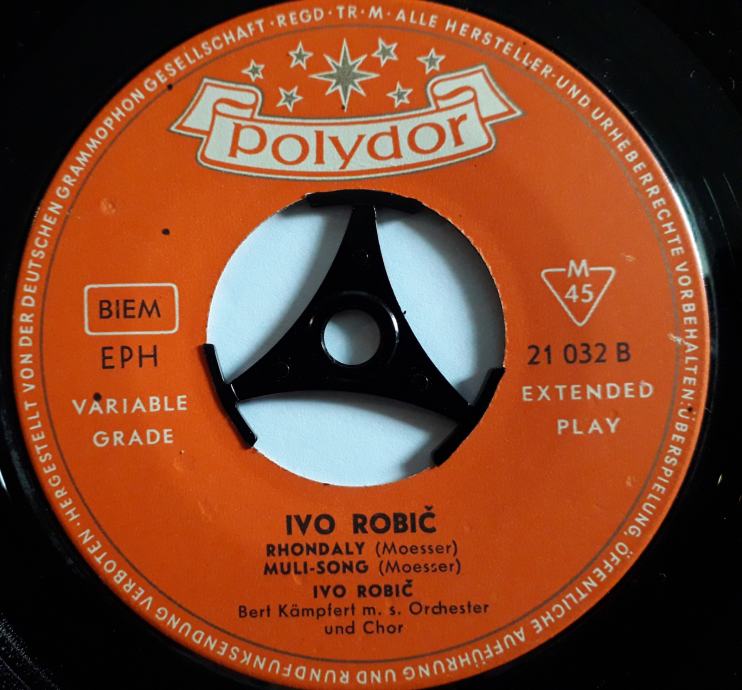 HERGESTELLT VON DER DEUTSCHEN GRAMMOPHON GESELLSCHAFT · REGD · TR · M · ALLE HERSTELLER- UND URHEBERRECHTE VORBEHALTEN · ÜBERSPIELUNG, ÖFFENTLICHE AUFFÜHRUNG UND RUNDFUNKSENDUNG VERBOTEN ·
polydor
BIEM
EPH
VARIABLE
GRADE
M
45
21 032 B
EXTENDED
PLAY
IVO ROBIČ
RHONDALY (Moesser)
MULI-SONG (Moesser)
IVO ROBIČ
Bert Kämpfert m. s. Orchester
und Chor